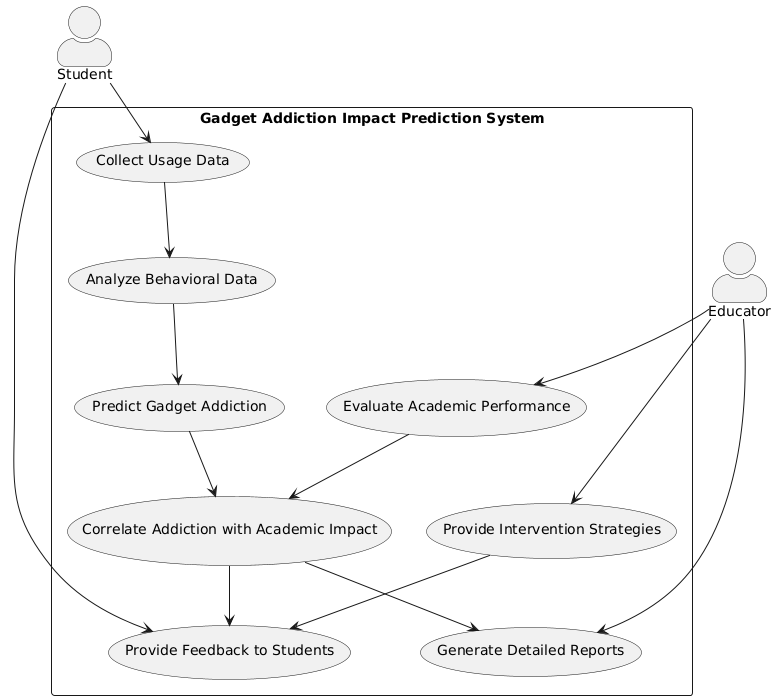 Student
Gadget Addiction Impact Prediction System
Collect Usage Data
Analyze Behavioral Data
Educator
Predict Gadget Addiction
Evaluate Academic Performance
Correlate Addiction with Academic Impact
Provide Intervention Strategies
Provide Feedback to Students
Generate Detailed Reports